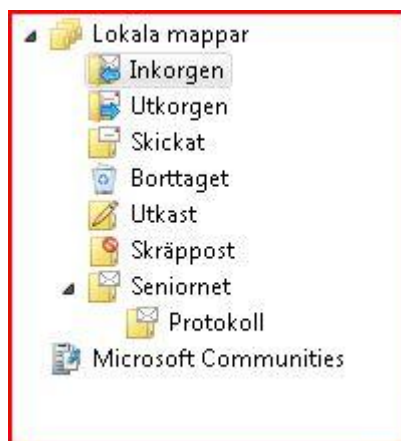 Lokala mappar
Inkorgen
Utkorgen
Skickat
Borttaget
Utkast
Skräppost
Seniornet
Protokoll
Microsoft Communities